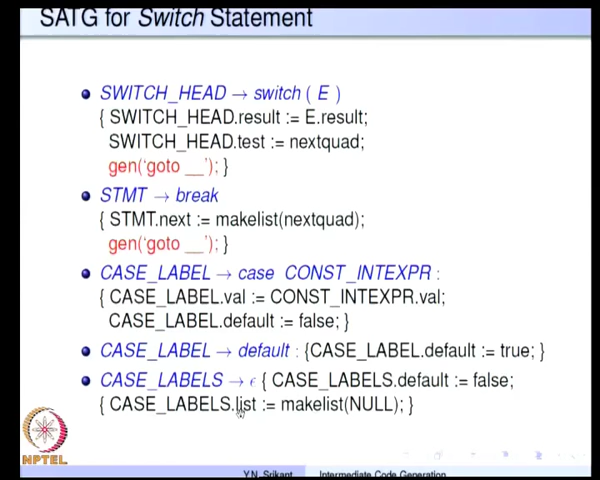 SATG for Switch Statement
SWITCH_HEAD → switch ( E )
{ SWITCH_HEAD.result := E.result;
SWITCH_HEAD.test := nextquad;
gen('goto __'); }
STMT → break
{ STMT.next := makelist(nextquad);
gen('goto __'); }
CASE_LABEL → case CONST_INTEXPR :
{ CASE_LABEL.val := CONST_INTEXPR.val;
CASE_LABEL.default := false; }
CASE_LABEL → default : {CASE_LABEL.default := true; }
CASE_LABELS → ϵ { CASE_LABELS.default := false;
{ CASE_LABELS.list := makelist(NULL); }
NPTEL
Y.N. Srikant Intermediate Code Generation